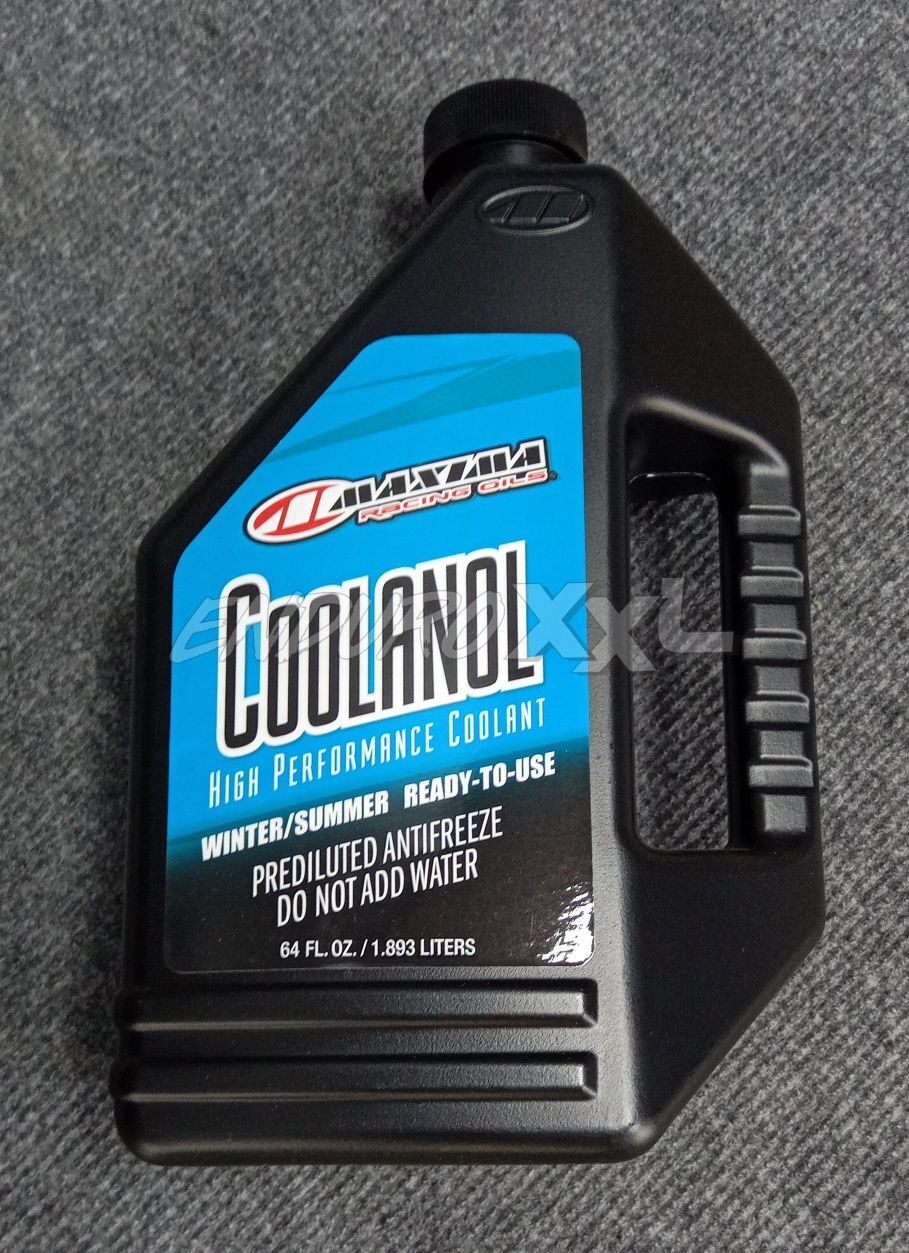 MAXIMA
RACING OILS
COOLANOL
ENDUROXXL
HIGH PERFORMANCE COOLANT
WINTER/SUMMER READY-TO-USE
PREDILUTED ANTIFREEZE
DO NOT ADD WATER
64 FL. OZ. / 1.893 LITERS